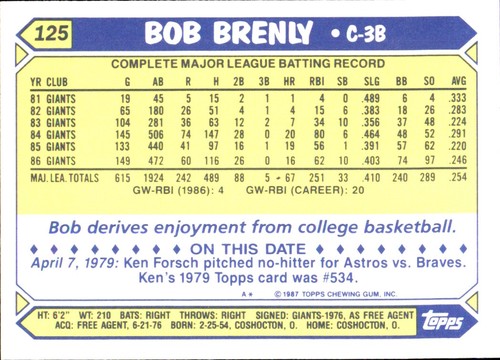 125 BOB BRENLY • C-3B
COMPLETE MAJOR LEAGUE BATTING RECORD
YR CLUB G AB R H 2B 3B HR RBI SB SLG BB SO AVG
81 GIANTS 19 45 5 15 2 1 1 4 0 .489 6 4 .333
82 GIANTS 65 180 26 51 4 1 4 15 6 .383 18 26 .283
83 GIANTS 104 281 36 63 12 2 7 34 10 .356 37 48 .224
84 GIANTS 145 506 74 147 28 0 20 80 6 .464 48 52 .291
85 GIANTS 133 440 41 97 16 1 19 56 1 .391 57 62 .220
86 GIANTS 149 472 60 116 26 0 16 62 10 .403 74 97 .246
MAJ. LEA. TOTALS 615 1924 242 489 88 5 67 251 33 .410 240 289 .254
GW-RBI (1986): 4 GW-RBI (CAREER): 20
Bob derives enjoyment from college basketball.
ON THIS DATE
April 7, 1979: Ken Forsch pitched no-hitter for Astros vs. Braves.
Ken's 1979 Topps card was #534.
A* © 1987 TOPPS CHEWING GUM, INC.
HT: 6'2" WT: 210 BATS: RIGHT THROWS: RIGHT SIGNED: GIANTS-1976, AS FREE AGENT
ACQ: FREE AGENT, 6-21-76 BORN: 2-25-54, COSHOCTON, O. HOME: COSHOCTON, O.
topps